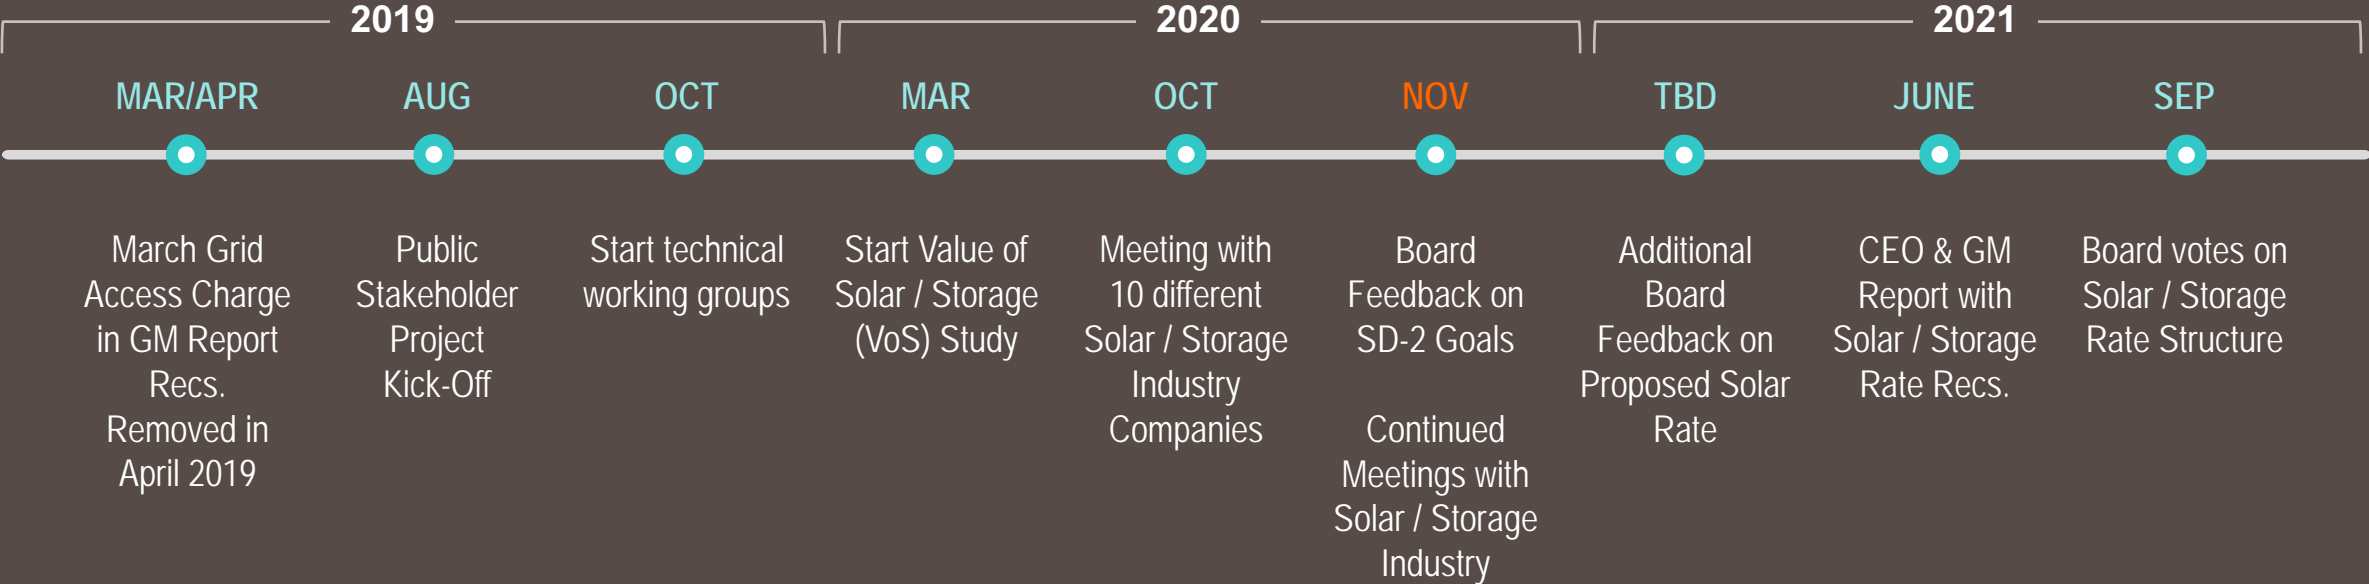 2019
2020
2021
MAR/APR
AUG
OCT
MAR
OCT
NOV
TBD
JUNE
SEP
March Grid
Access Charge
in GM Report
Recs.
Removed in
April 2019
Public
Stakeholder
Project
Kick-Off
Start technical
working groups
Start Value of
Solar / Storage
(VoS) Study
Meeting with
10 different
Solar / Storage
Industry
Companies
Board
Feedback on
SD-2 Goals
Continued
Meetings with
Solar / Storage
Industry
Additional
Board
Feedback on
Proposed Solar
Rate
CEO & GM
Report with
Solar / Storage
Rate Recs.
Board votes on
Solar / Storage
Rate Structure